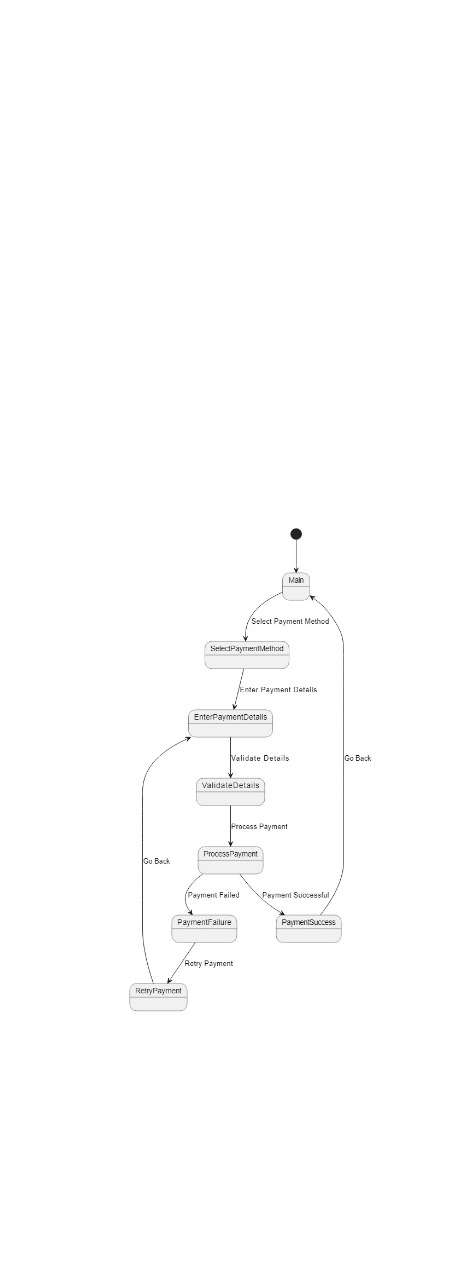 Main
Select Payment Method
SelectPaymentMethod
Enter Payment Details
EnterPaymentDetails
Validate Details
Go Back
ValidateDetails
Process Payment
ProcessPayment
Go Back
Payment Failed
Payment Successful
PaymentFailure
PaymentSuccess
Retry Payment
RetryPayment